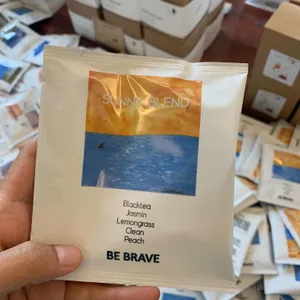 SUNNY BLEND
Blacktea
Jasmin
Lemongrass
Clean
Peach
BE BRAVE